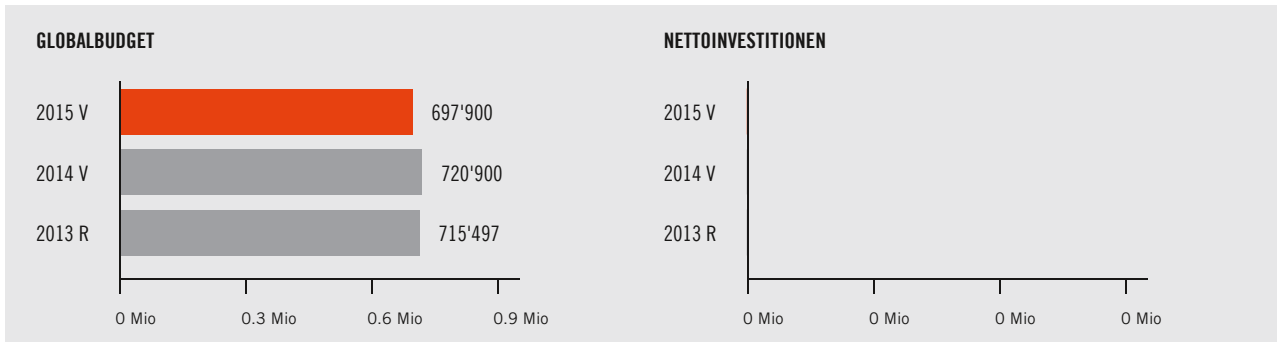 GLOBALBUDGET
2015 V 697'900
2014 V 720'900
2013 R 715'497
0 Mio 0.3 Mio 0.6 Mio 0.9 Mio
NETTOINVESTITIONEN
2015 V
2014 V
2013 R
0 Mio 0 Mio 0 Mio 0 Mio